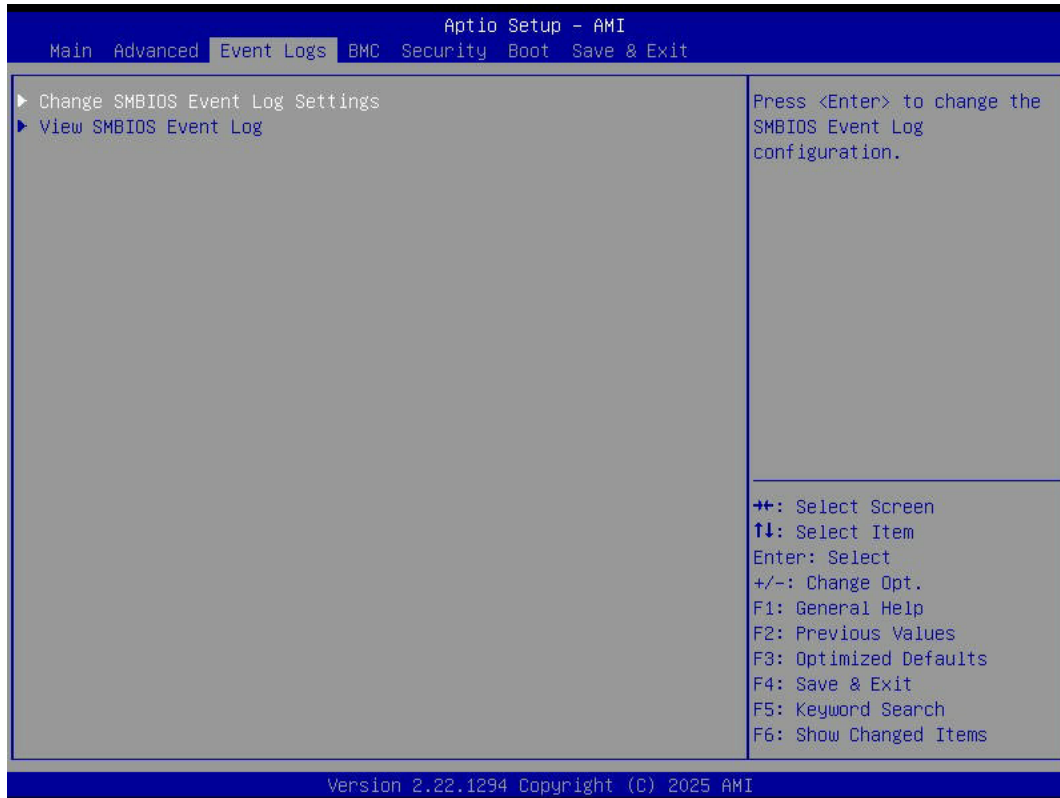 Aptio Setup – AMI
Main Advanced Event Logs BMC Security Boot Save & Exit
▶ Change SMBIOS Event Log Settings
▶ View SMBIOS Event Log
Press <Enter> to change the
SMBIOS Event Log
configuration.
→←: Select Screen
↑↓: Select Item
Enter: Select
+/-: Change Opt.
F1: General Help
F2: Previous Values
F3: Optimized Defaults
F4: Save & Exit
F5: Keyword Search
F6: Show Changed Items
Version 2.22.1294 Copyright (C) 2025 AMI